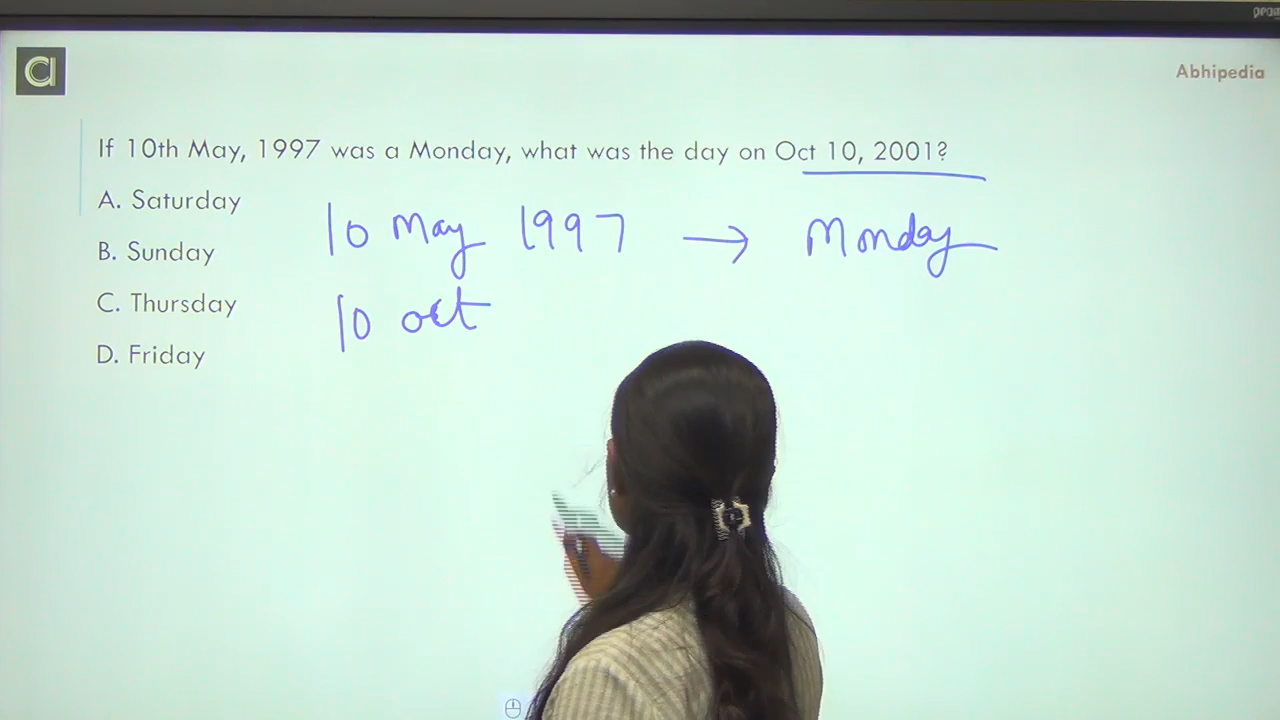 Abhipedia
If 10th May, 1997 was a Monday, what was the day on Oct 10, 2001?
A. Saturday
B. Sunday
C. Thursday
D. Friday
10 May 1997 → Monday
10 oct